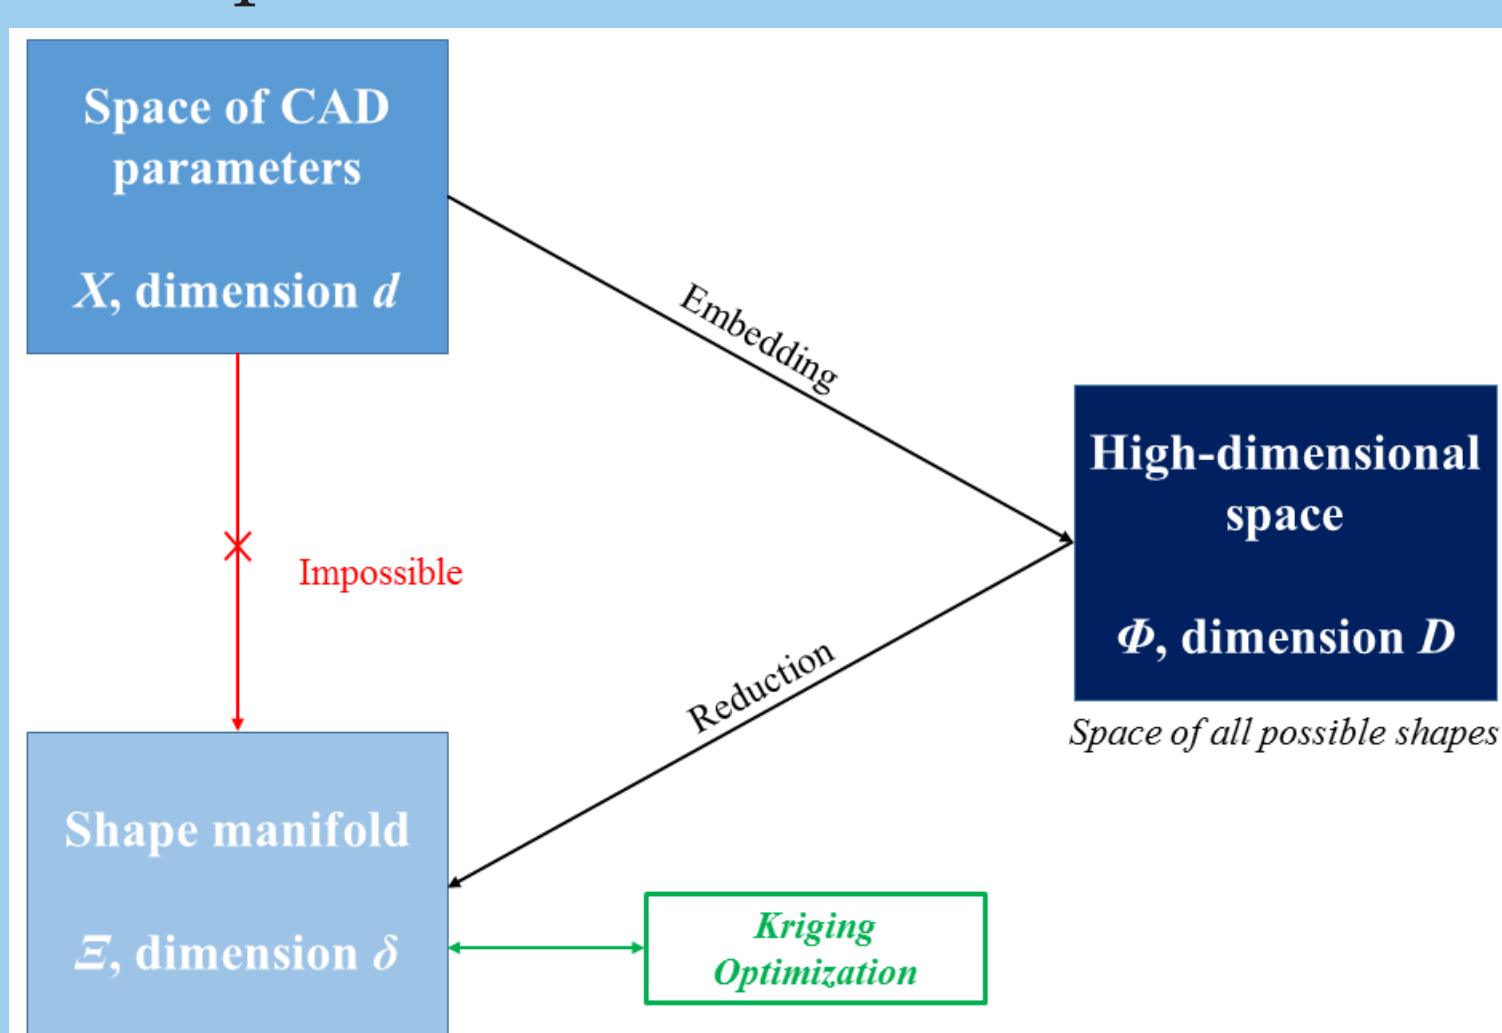 Space of CAD
parameters
X, dimension d
Embedding
High-dimensional
space
Φ, dimension D
Space of all possible shapes
Impossible
Reduction
Shape manifold
Ξ, dimension δ
Kriging
Optimization